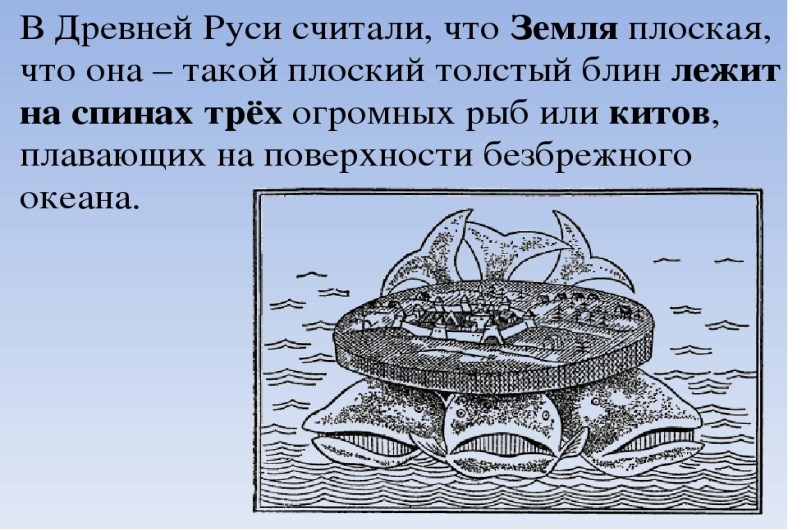 В Древней Руси считали, что Земля плоская,
что она – такой плоский толстый блин лежит
на спинах трёх огромных рыб или китов,
плавающих на поверхности безбрежного
океана.